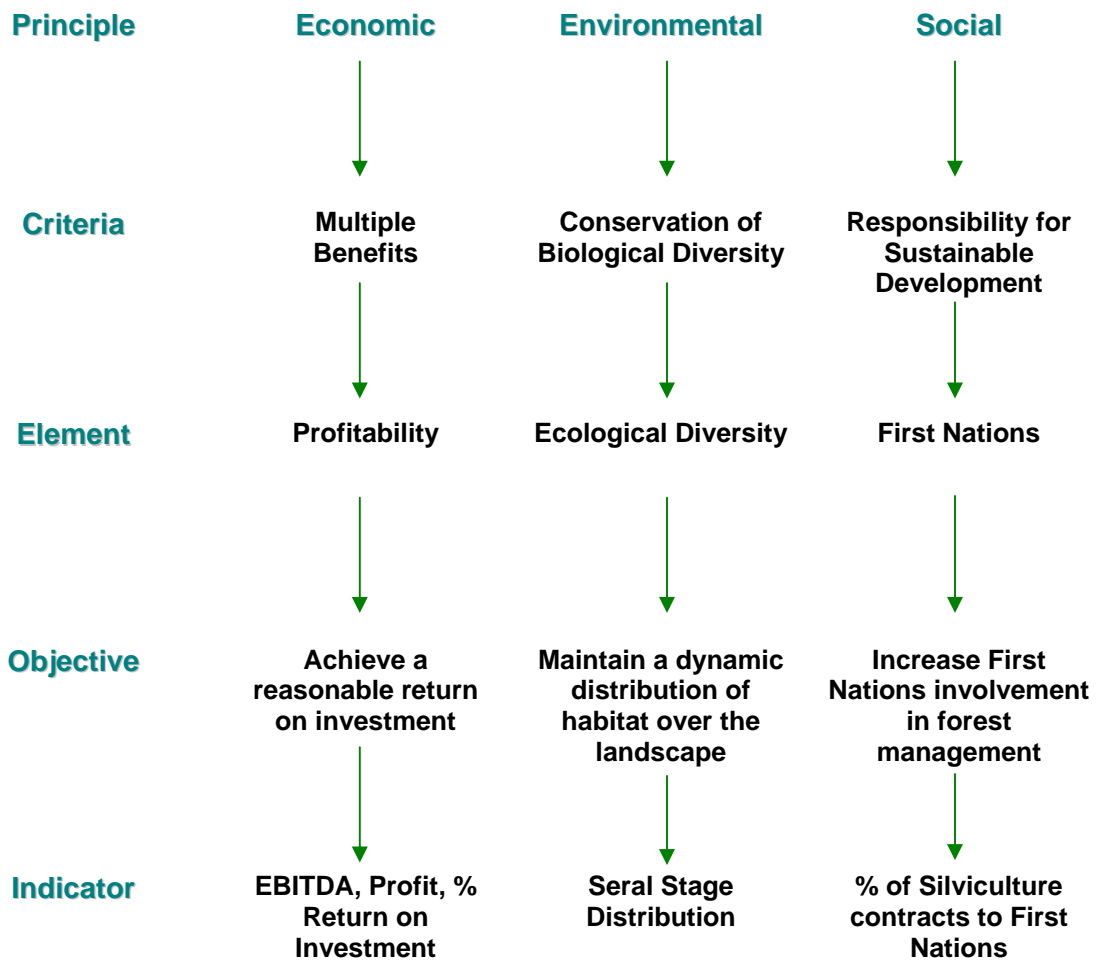 Principle Economic Environmental Social
Criteria
Multiple
Benefits
Conservation of
Biological Diversity
Responsibility for
Sustainable
Development
Element Profitability Ecological Diversity First Nations
Objective
Achieve a
reasonable return
on investment
Maintain a dynamic
distribution of
habitat over the
landscape
Increase First
Nations involvement
in forest
management
Indicator
EBITDA, Profit, %
Return on
Investment
Seral Stage
Distribution
% of Silviculture
contracts to First
Nations